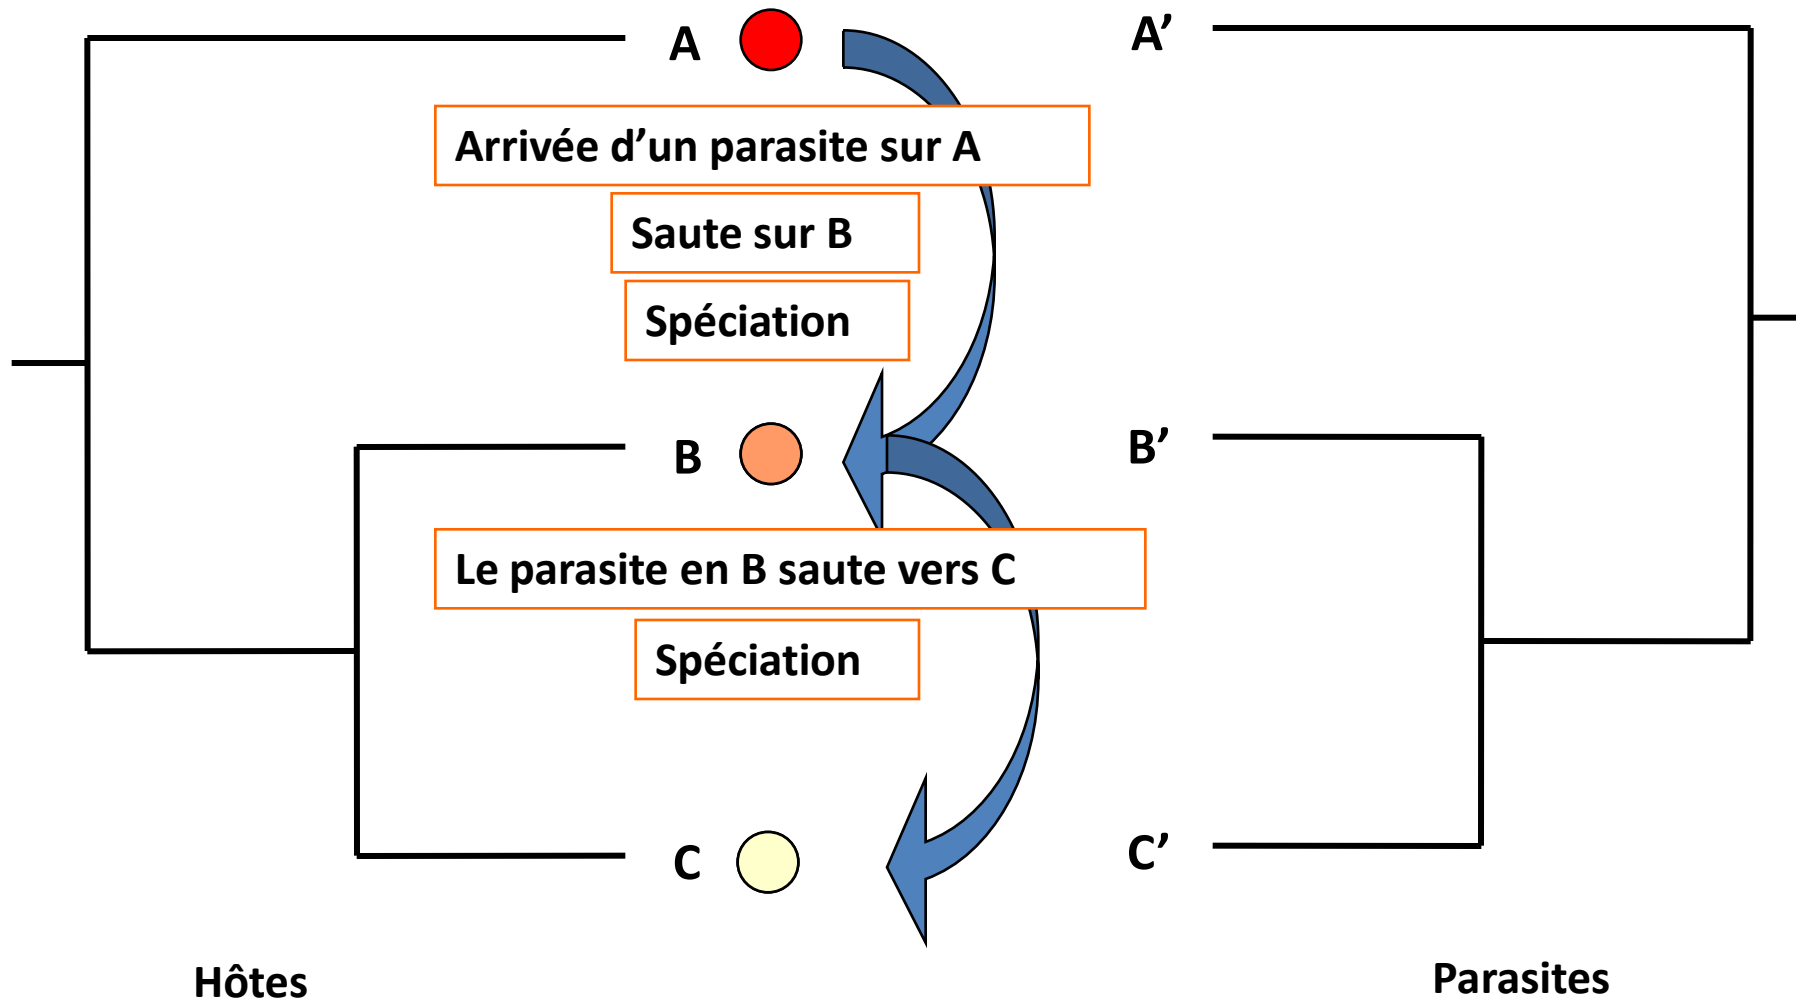 A
A’
Arrivée d’un parasite sur A
Saute sur B
Spéciation
B
B’
Le parasite en B saute vers C
Spéciation
C
C’
Hôtes
Parasites